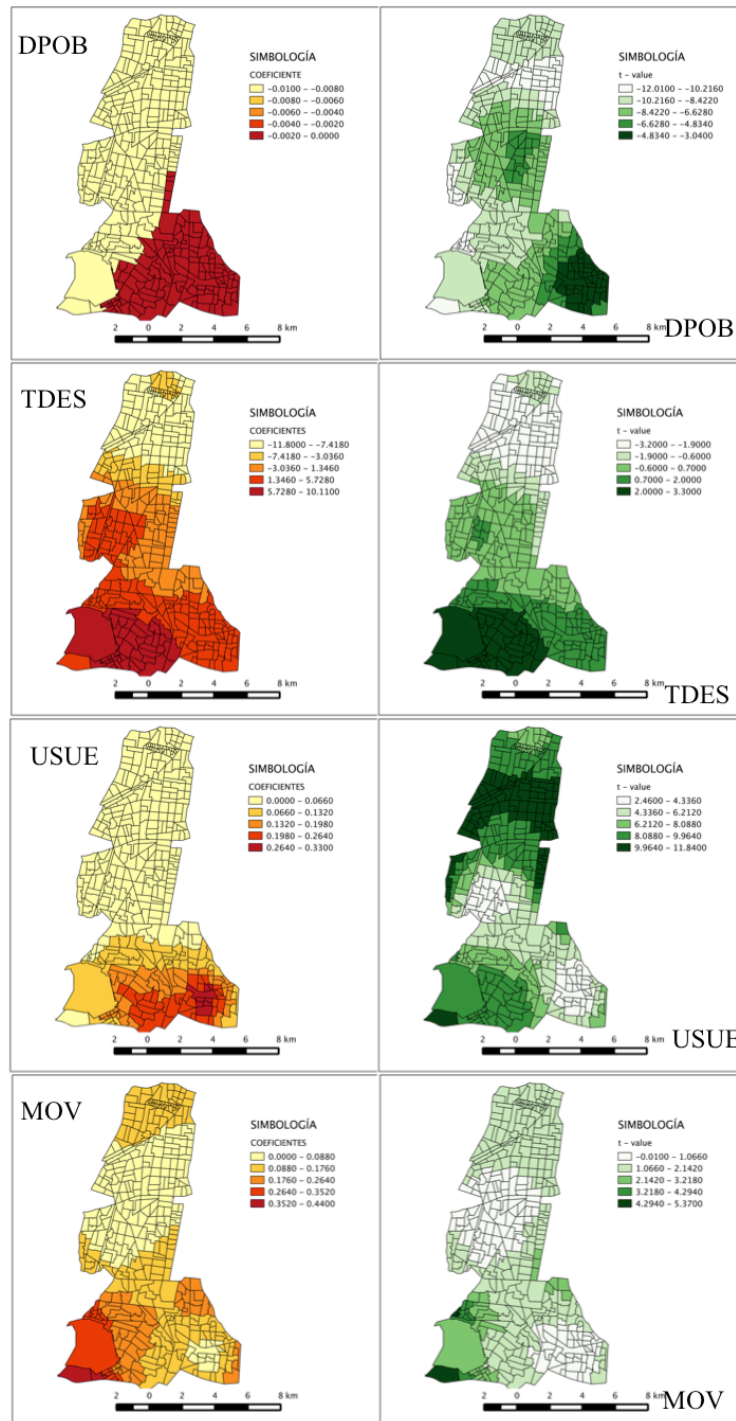 DPOB
SIMBOLOGÍA
COEFICIENTE
-0.0100 - -0.0080
-0.0080 - -0.0060
-0.0060 - -0.0040
-0.0040 - -0.0020
-0.0020 - 0.0000
2 0 2 4 6 8 km
SIMBOLOGÍA
t - value
-12.0100 - -10.2160
-10.2160 - -8.4220
-8.4220 - -6.6280
-6.6280 - -4.8340
-4.8340 - -3.0400
2 0 2 4 6 8 km
DPOB
TDES
SIMBOLOGÍA
COEFICIENTES
-11.8000 - -7.4180
-7.4180 - -3.0360
-3.0360 - 1.3460
1.3460 - 5.7280
5.7280 - 10.1100
2 0 2 4 6 8 km
SIMBOLOGÍA
t - value
-3.2000 - -1.9000
-1.9000 - -0.6000
-0.6000 - 0.7000
0.7000 - 2.0000
2.0000 - 3.3000
2 0 2 4 6 8 km
TDES
USUE
SIMBOLOGÍA
COEFICIENTES
0.0000 - 0.0660
0.0660 - 0.1320
0.1320 - 0.1980
0.1980 - 0.2640
0.2640 - 0.3300
2 0 2 4 6 8 km
SIMBOLOGÍA
t - value
2.4600 - 4.3360
4.3360 - 6.2120
6.2120 - 8.0880
8.0880 - 9.9640
9.9640 - 11.8400
2 0 2 4 6 8 km
USUE
MOV
SIMBOLOGÍA
COEFICIENTES
0.0000 - 0.0880
0.0880 - 0.1760
0.1760 - 0.2640
0.2640 - 0.3520
0.3520 - 0.4400
2 0 2 4 6 8 km
SIMBOLOGÍA
t - value
-0.0100 - 1.0660
1.0660 - 2.1420
2.1420 - 3.2180
3.2180 - 4.2940
4.2940 - 5.3700
2 0 2 4 6 8 km
MOV